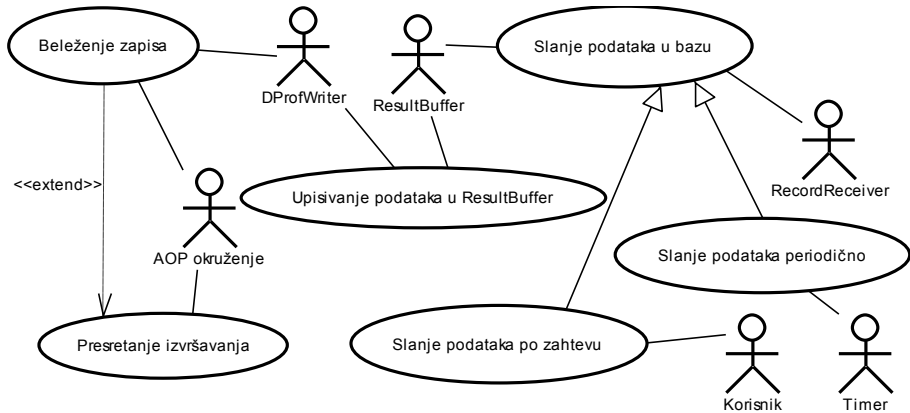 Beleženje zapisa
DProfWriter
ResultBuffer
Slanje podataka u bazu
RecordReceiver
<<extend>>
AOP okruženje
Upisivanje podataka u ResultBuffer
Slanje podataka periodično
Presretanje izvršavanja
Slanje podataka po zahtevu
Korisnik
Timer